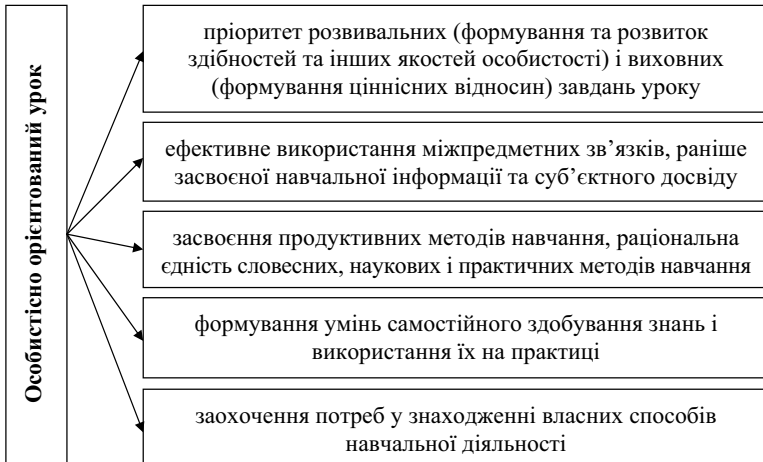 Особистісно орієнтований урок
пріоритет розвивальних (формування та розвиток
здібностей та інших якостей особистості) і виховних
(формування ціннісних відносин) завдань уроку
ефективне використання міжпредметних зв’язків, раніше
засвоєної навчальної інформації та суб’єктного досвіду
засвоєння продуктивних методів навчання, раціональна
єдність словесних, наукових і практичних методів навчання
формування умінь самостійного здобування знань і
використання їх на практиці
заохочення потреб у знаходженні власних способів
навчальної діяльності